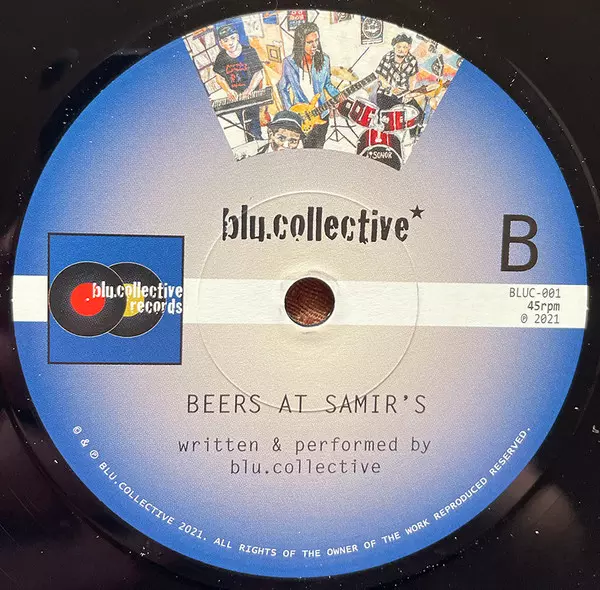 SONOR
blu.collective*
B
blu.collective
records
BLUC-001
45rpm
℗ 2021
BEERS AT SAMIR'S
written & performed by
blu.collective
© & ℗ BLU.COLLECTIVE 2021. ALL RIGHTS OF THE OWNER OF THE WORK REPRODUCED RESERVED.